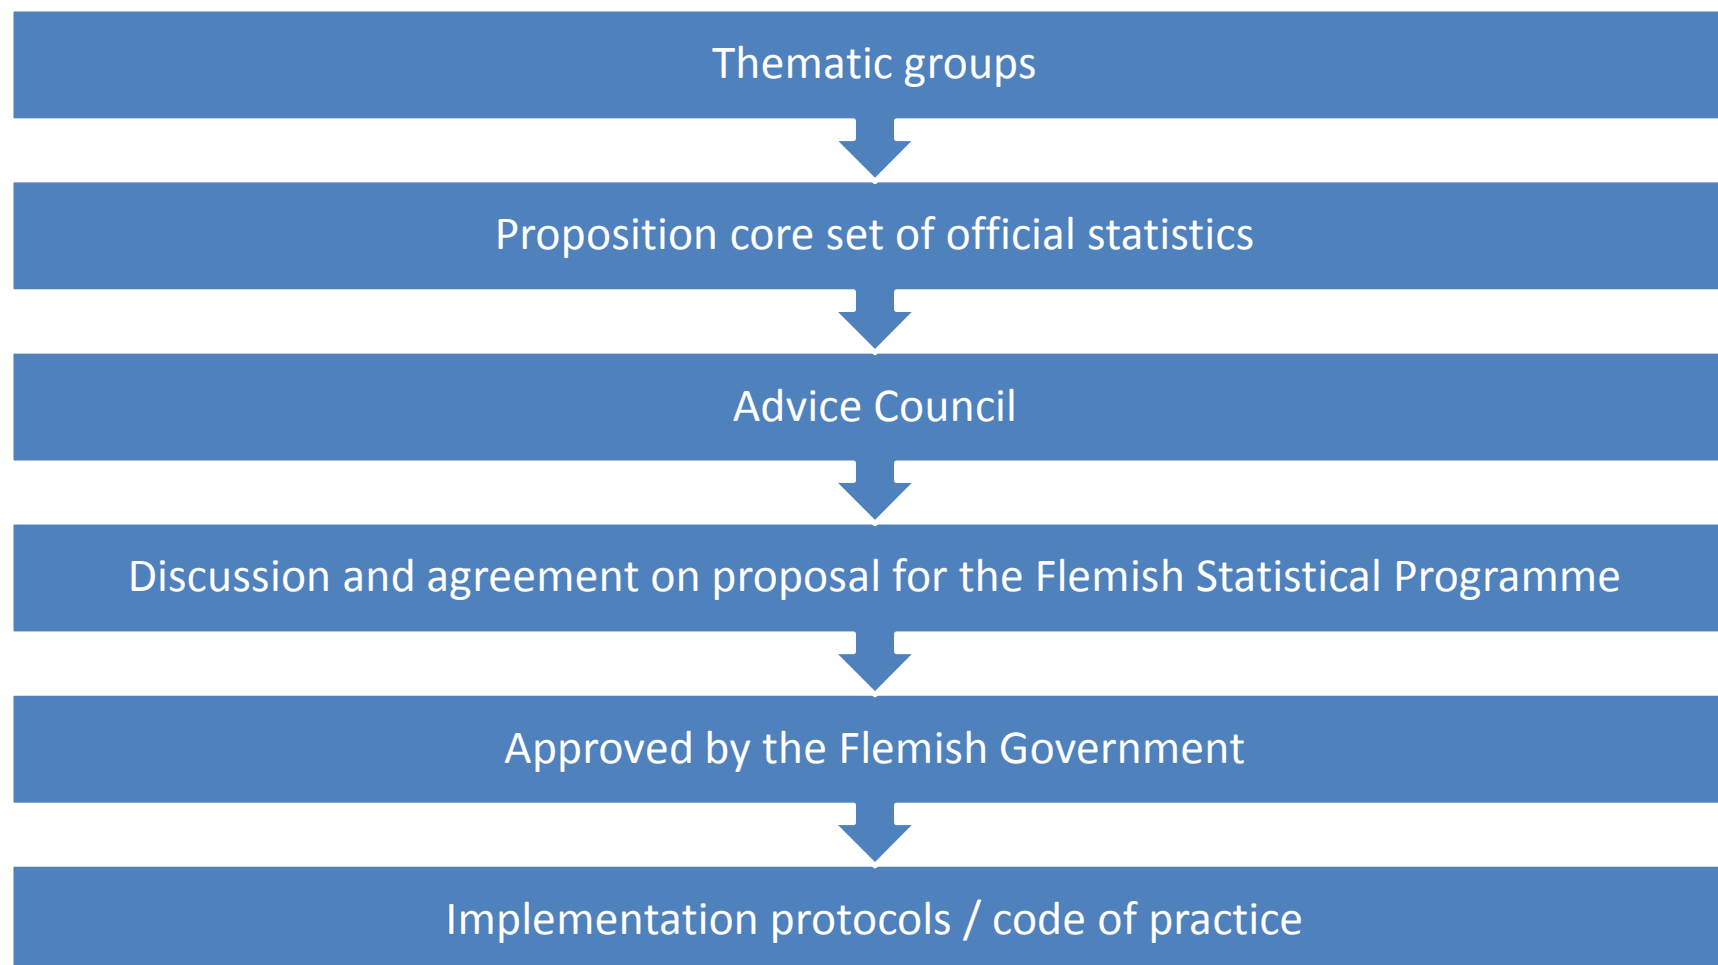 Thematic groups
Proposition core set of official statistics
Advice Council
Discussion and agreement on proposal for the Flemish Statistical Programme
Approved by the Flemish Government
Implementation protocols / code of practice